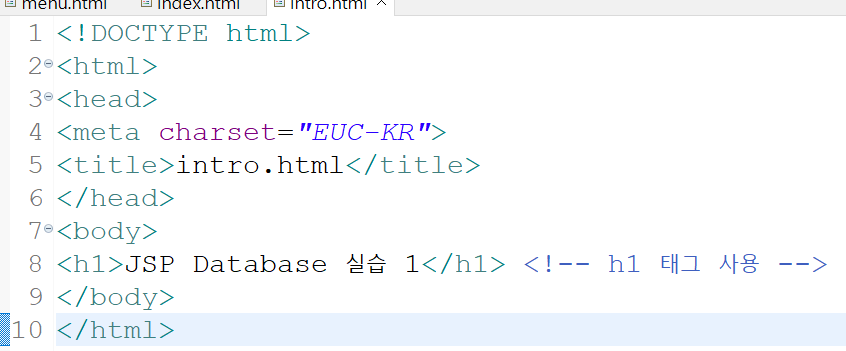 menu.html index.html intro.html
1 <!DOCTYPE html>
2 <html>
3 <head>
4 <meta charset="EUC-KR">
5 <title>intro.html</title>
6 </head>
7 <body>
8 <h1>JSP Database 실습 1</h1> <!-- h1 태그 사용 -->
9 </body>
10 </html>